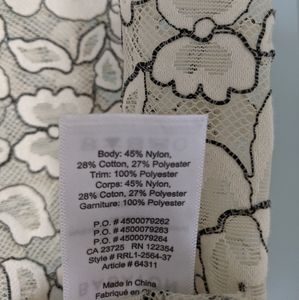 Body: 45% Nylon,
28% Cotton, 27% Polyester
Trim: 100% Polyester
Corps: 45% Nylon,
28% Coton, 27% Polyester
Garniture: 100% Polyester
P.O. # 4500079262
P.O. # 4500079263
P.O. # 4500079264
CA 23725 RN 122354
Style # RRL1-2564-37
Article # 64311
Made in China
Fabriqué en